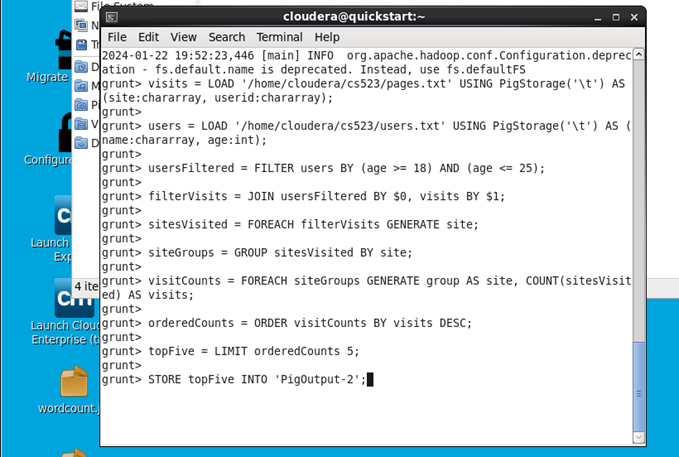 File System
cloudera@quickstart:~
File Edit View Search Terminal Help
2024-01-22 19:52:23,446 [main] INFO  org.apache.hadoop.conf.Configuration.deprec
ation - fs.default.name is deprecated. Instead, use fs.defaultFS
grunt> visits = LOAD '/home/cloudera/cs523/pages.txt' USING PigStorage('\t') AS
(site:chararray, userid:chararray);
grunt>
grunt> users = LOAD '/home/cloudera/cs523/users.txt' USING PigStorage('\t') AS (
name:chararray, age:int);
grunt>
grunt> usersFiltered = FILTER users BY (age >= 18) AND (age <= 25);
grunt>
grunt> filterVisits = JOIN usersFiltered BY $0, visits BY $1;
grunt>
grunt> sitesVisited = FOREACH filterVisits GENERATE site;
grunt>
grunt> siteGroups = GROUP sitesVisited BY site;
grunt>
grunt> visitCounts = FOREACH siteGroups GENERATE group AS site, COUNT(sitesVisit
ed) AS visits;
grunt>
grunt> orderedCounts = ORDER visitCounts BY visits DESC;
grunt>
grunt> topFive = LIMIT orderedCounts 5;
grunt>
grunt> STORE topFive INTO 'PigOutput-2';
Migrate
Configure
Launch
Exp
4 ite
Launch Clou
Enterprise (t
wordcount.j